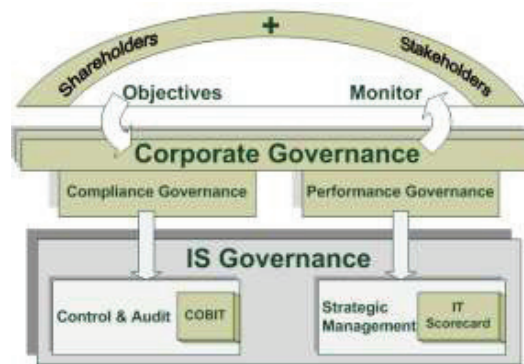 Shareholders + Stakeholders
Objectives Monitor
Corporate Governance
Compliance Governance Performance Governance
IS Governance
Control & Audit COBIT
Strategic Management
IT Scorecard